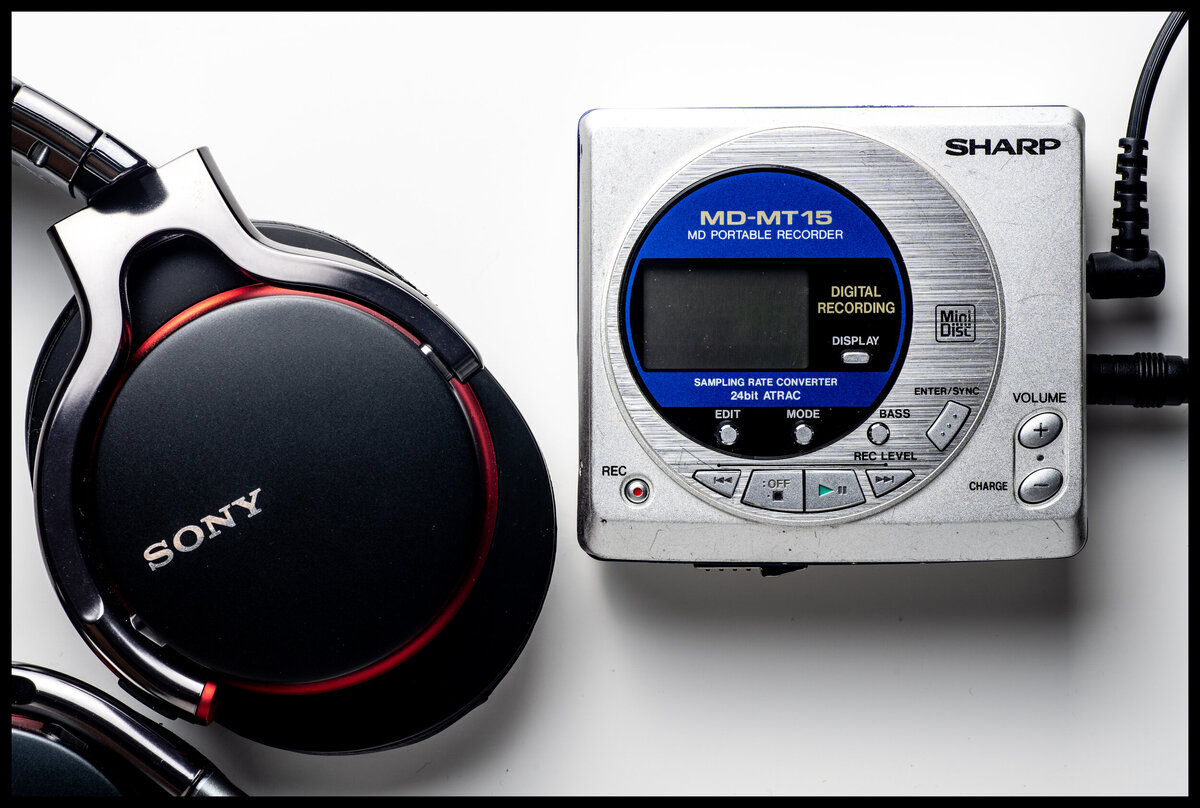 SONY
SHARP
MD-MT15
MD PORTABLE RECORDER
DIGITAL
RECORDING
Mini
Disc
DISPLAY
SAMPLING RATE CONVERTER
24bit ATRAC
ENTER/SYNC
VOLUME
EDIT
MODE
BASS
+
REC LEVEL
REC
:OFF
CHARGE
−